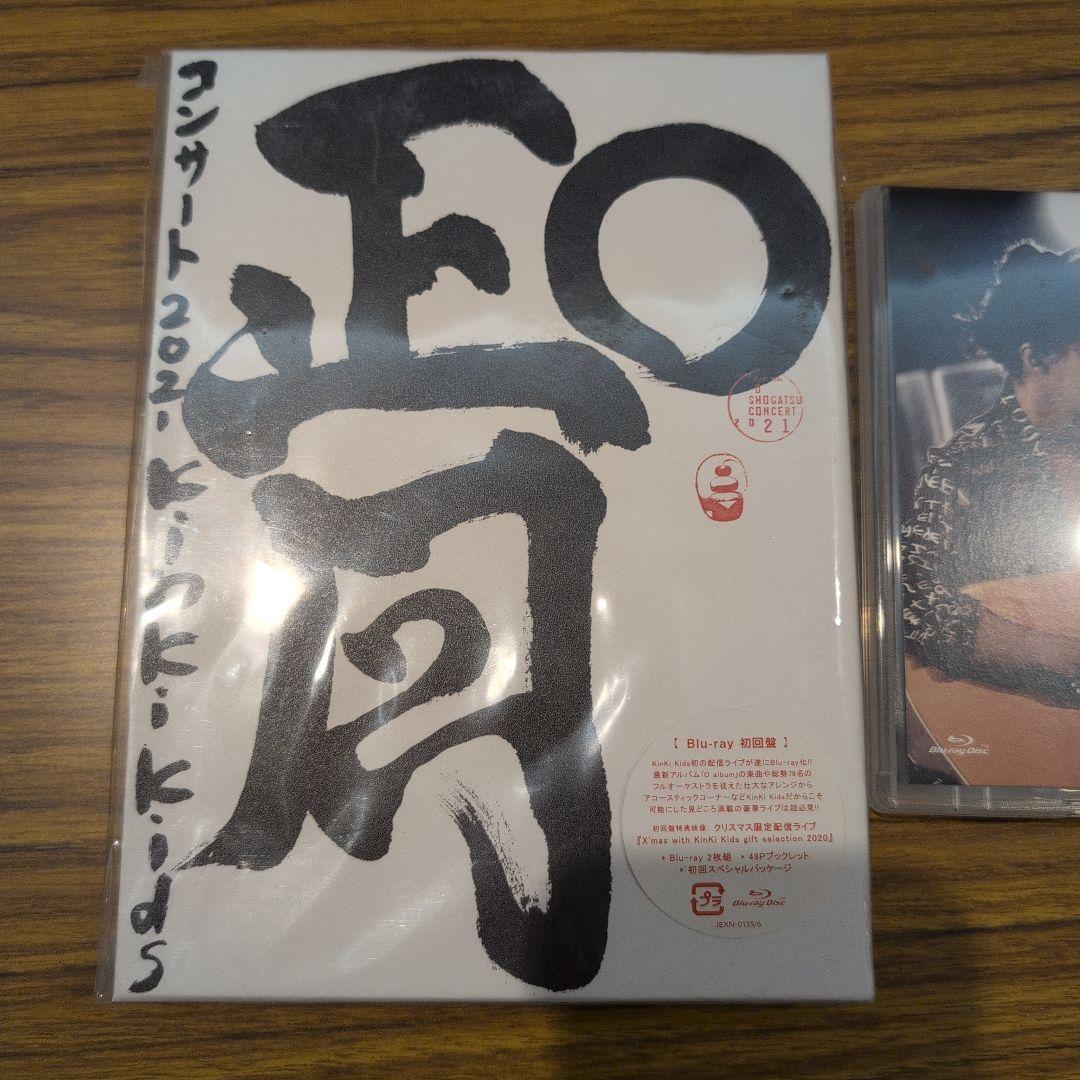 O正月
コンサート2021 KinKi Kids
O
SHOGATSU
CONCERT
2021
【 Blu-ray 初回盤 】
KinKi Kids初の配信ライブが遂にBlu-ray化!!
最新アルバム「O album」の楽曲や総勢79名の
フルオーケストラを従えた壮大なアレンジから
アコースティックコーナーなどKinKi Kidsだからこそ
可能にした見どころ満載の豪華ライブは超必見!!
初回盤特典映像: クリスマス限定配信ライブ
『X'mas with KinKi Kids gift selection 2020』
▶Blu-ray 2枚組 ▶48Pブックレット
▶初回スペシャルパッケージ
プラ
Blu-ray Disc
JEXN-0135/6
Blu-ray Disc